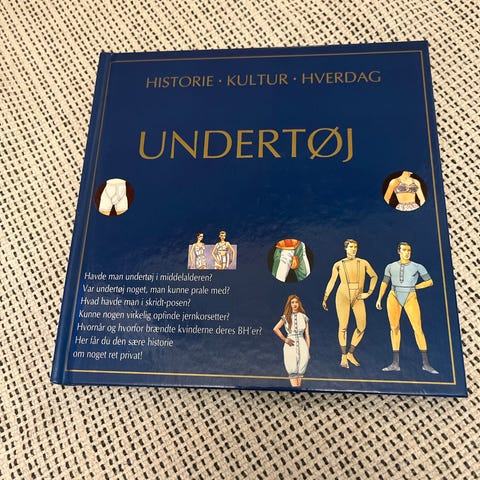 HISTORIE · KULTUR · HVERDAG
UNDERTØJ
Havde man undertøj i middelalderen?
Var undertøj noget, man kunne prale med?
Hvad havde man i skridt-posen?
Kunne nogen virkelig opfinde jernkorsetter?
Hvornår og hvorfor brændte kvinderne deres BH'er?
Her får du den sære historie
om noget ret privat!